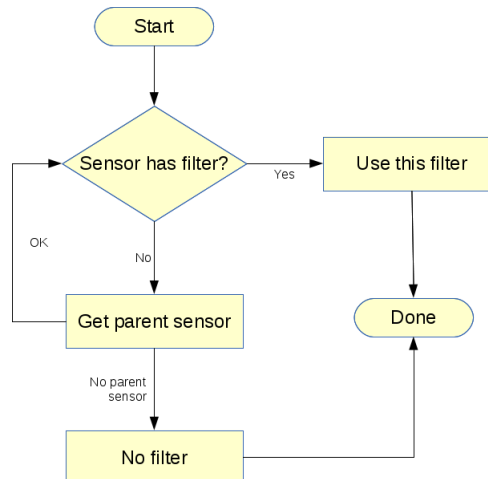 Start
Sensor has filter?
Yes
Use this filter
OK
No
Get parent sensor
Done
No parent
sensor
No filter